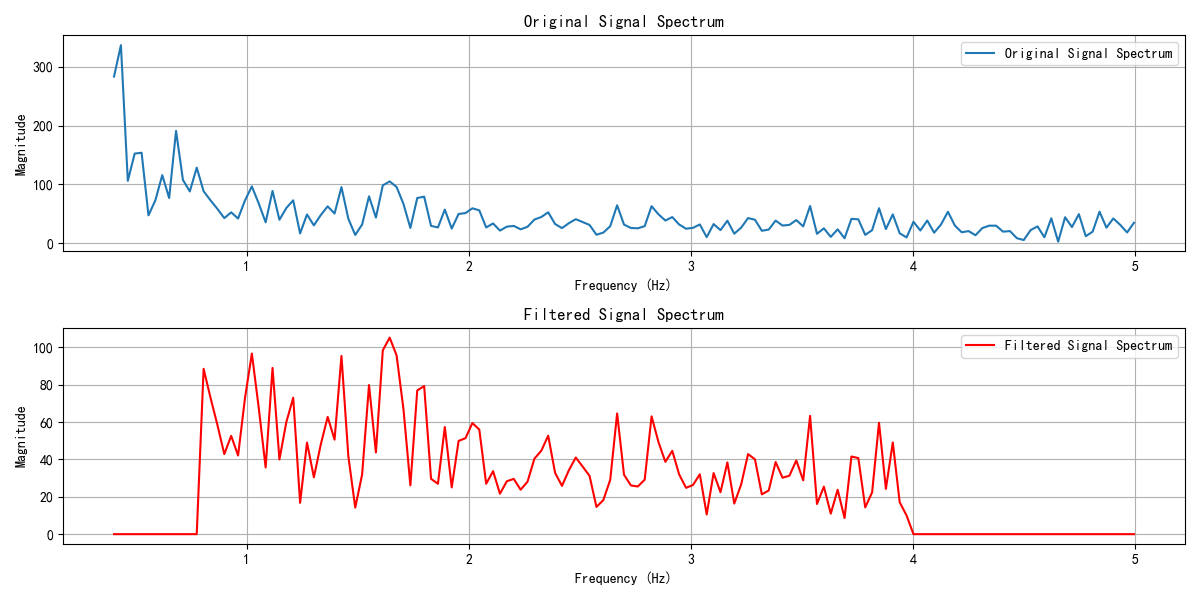 Original Signal Spectrum
Original Signal Spectrum
Magnitude
300
200
100
0
1 2 3 4 5
Frequency (Hz)
Filtered Signal Spectrum
Filtered Signal Spectrum
Magnitude
100
80
60
40
20
0
1 2 3 4 5
Frequency (Hz)